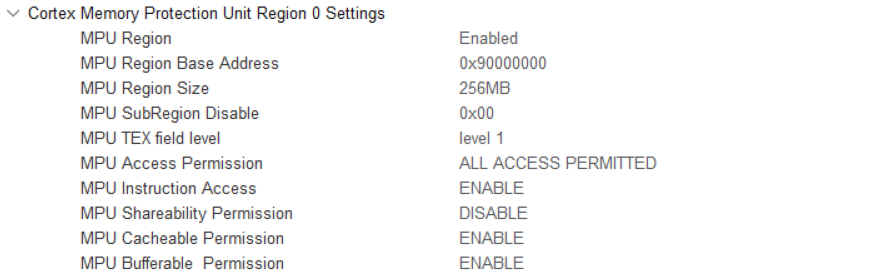 Cortex Memory Protection Unit Region 0 Settings
MPU Region Enabled
MPU Region Base Address 0x90000000
MPU Region Size 256MB
MPU SubRegion Disable 0x00
MPU TEX field level level 1
MPU Access Permission ALL ACCESS PERMITTED
MPU Instruction Access ENABLE
MPU Shareability Permission DISABLE
MPU Cacheable Permission ENABLE
MPU Bufferable  Permission ENABLE